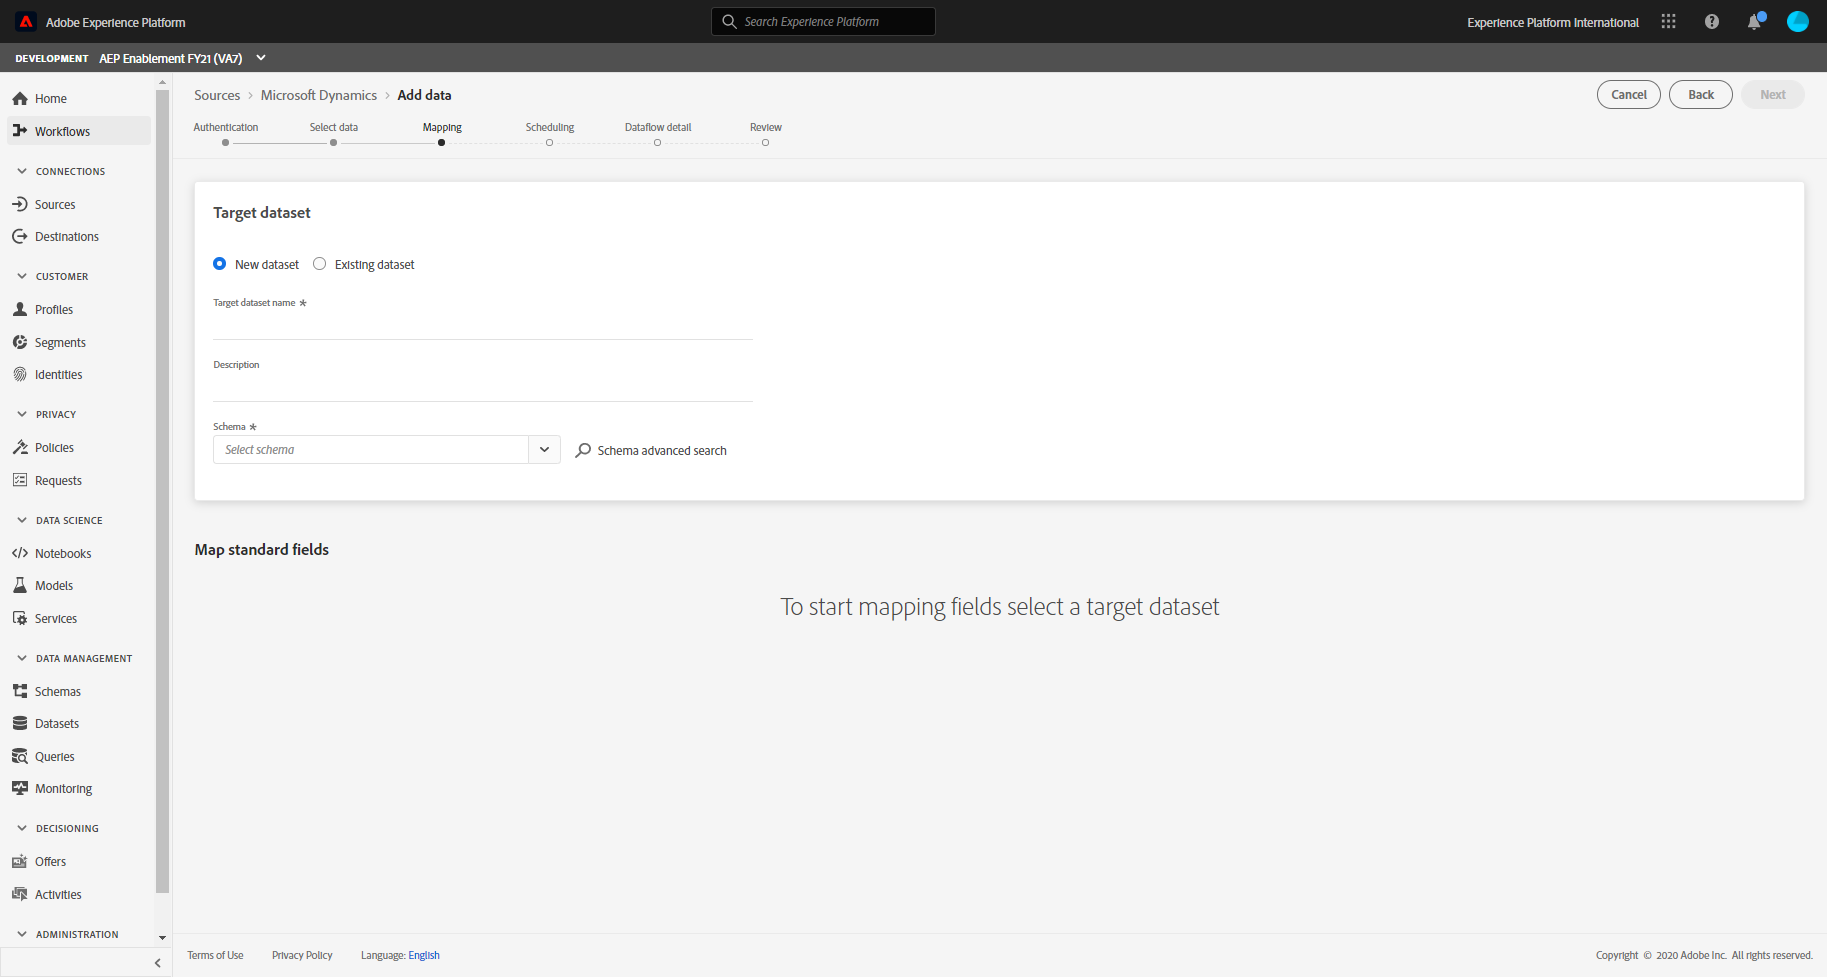 Adobe Experience Platform
Search Experience Platform
Experience Platform International
DEVELOPMENT AEP Enablement FY21 (VA7)
Home
Workflows
CONNECTIONS
Sources
Destinations
CUSTOMER
Profiles
Segments
Identities
PRIVACY
Policies
Requests
DATA SCIENCE
Notebooks
Models
Services
DATA MANAGEMENT
Schemas
Datasets
Queries
Monitoring
DECISIONING
Offers
Activities
ADMINISTRATION
Sources > Microsoft Dynamics > Add data
Cancel
Back
Next
Authentication
Select data
Mapping
Scheduling
Dataflow detail
Review
Target dataset
New dataset
Existing dataset
Target dataset name *
Description
Schema *
Select schema
Schema advanced search
Map standard fields
To start mapping fields select a target dataset
Terms of Use
Privacy Policy
Language: English
Copyright © 2020 Adobe Inc. All rights reserved.